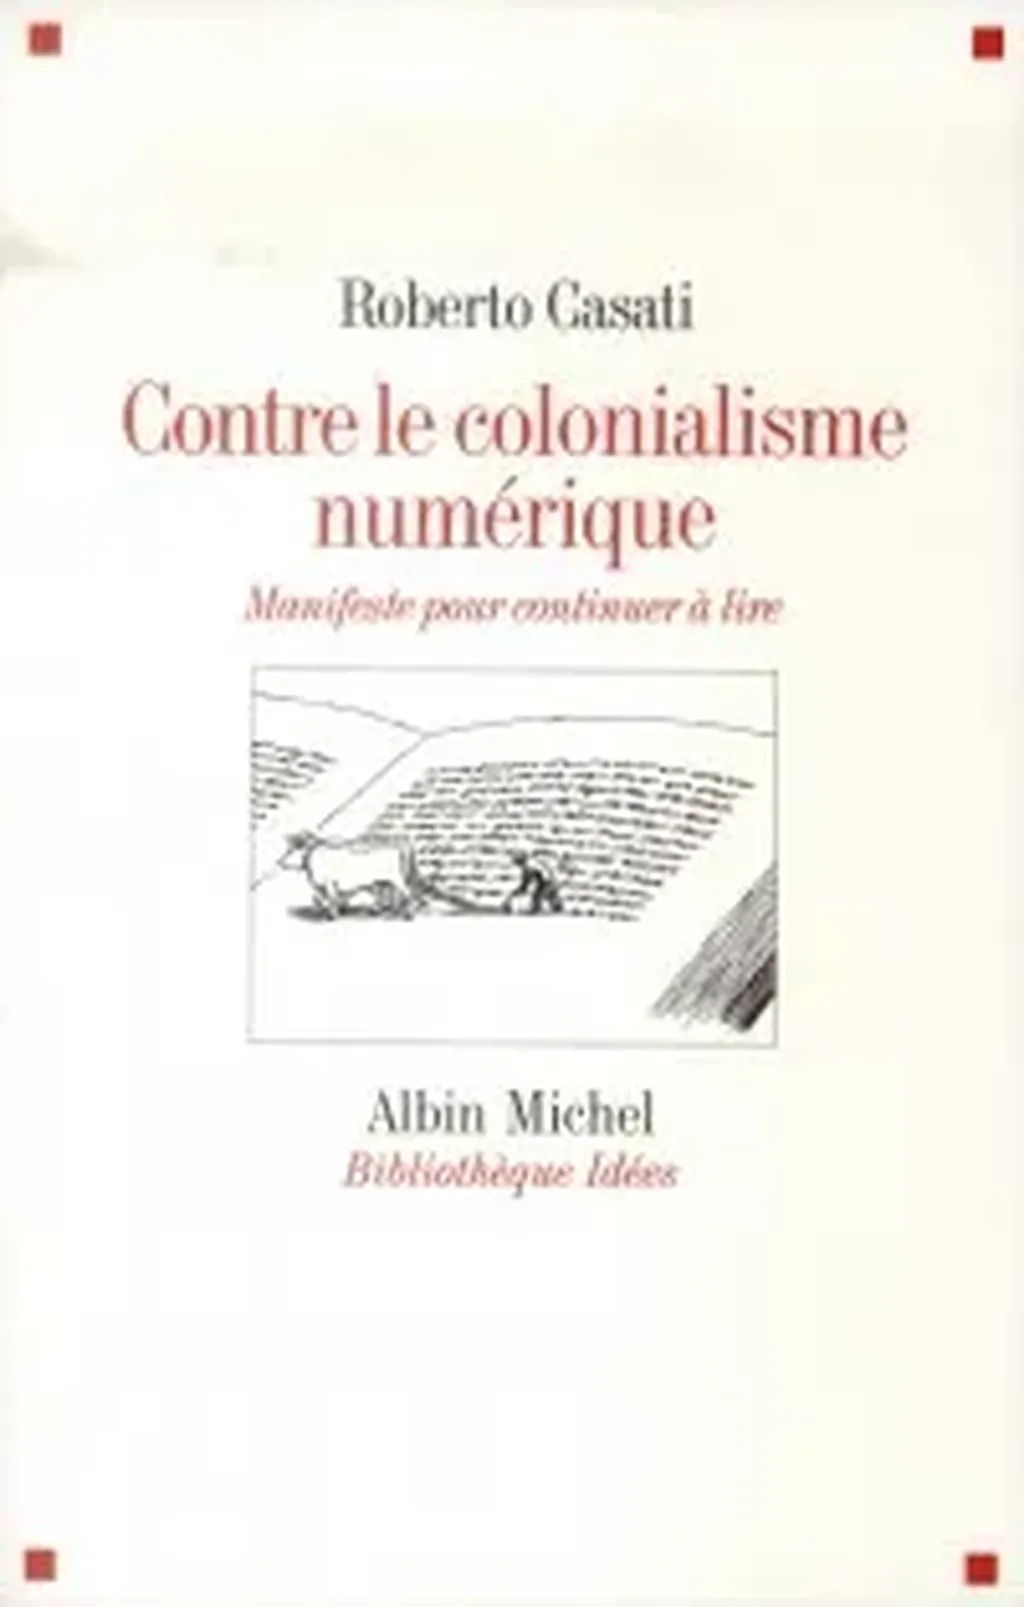 Roberto Casati
Contre le colonialisme
numérique
Manifeste pour continuer à lire
Albin Michel
Bibliothèque Idées